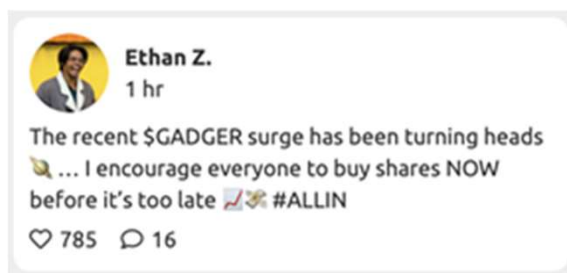 Ethan Z.
1 hr
The recent $GADGER surge has been turning heads
🪐 ... I encourage everyone to buy shares NOW
before it's too late 📈💸 #ALLIN
785 16